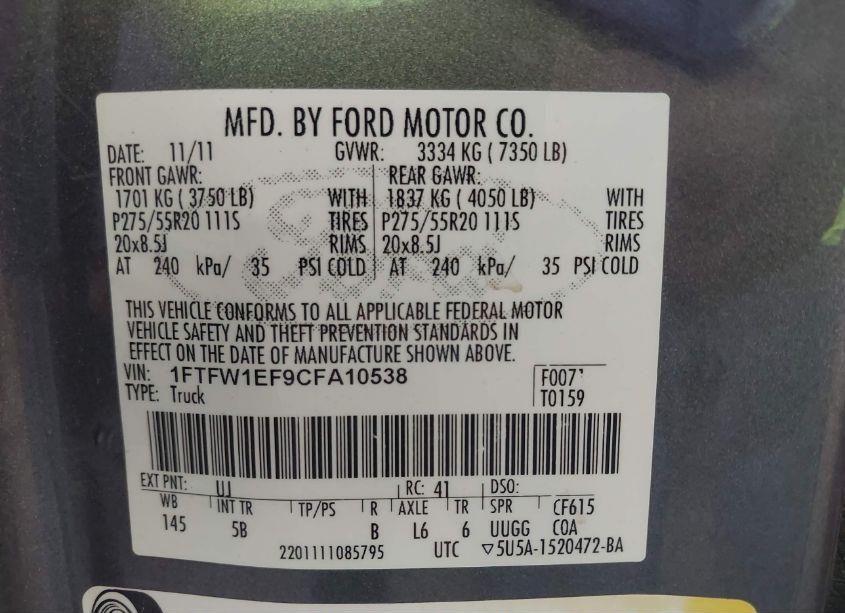 MFD. BY FORD MOTOR CO.
DATE: 11/11 GVWR: 3334 KG ( 7350 LB)
FRONT GAWR: REAR GAWR:
1701 KG ( 3750 LB) WITH 1837 KG ( 4050 LB) WITH
P275/55R20 111S TIRES P275/55R20 111S TIRES
20x8.5J RIMS 20x8.5J RIMS
AT 240 kPa/ 35 PSI COLD AT 240 kPa/ 35 PSI COLD
THIS VEHICLE CONFORMS TO ALL APPLICABLE FEDERAL MOTOR
VEHICLE SAFETY AND THEFT PREVENTION STANDARDS IN
EFFECT ON THE DATE OF MANUFACTURE SHOWN ABOVE.
VIN: 1FTFW1EF9CFA10538
TYPE: Truck
F007
T0159
EXT PNT: UJ RC: 41 DSO:
WB INT TR TP/PS R AXLE TR SPR CF615
145 5B B L6 6 UUGG COA
2201111085795 UTC ▽5U5A-1520472-BA
Ford